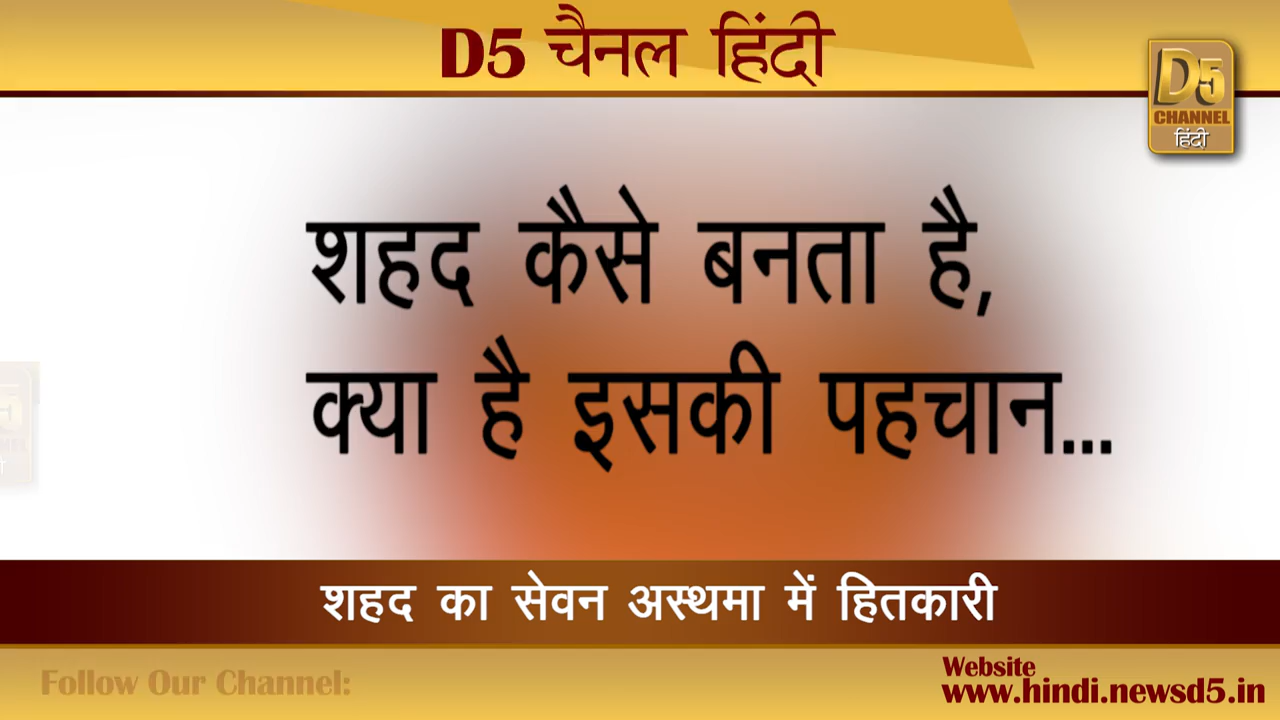 D5 चैनल हिंदी
D5
CHANNEL
हिंदी
शहद कैसे बनता है,
क्या है इसकी पहचान...
शहद का सेवन अस्थमा में हितकारी
Follow Our Channel:
Website
www.hindi.newsd5.in